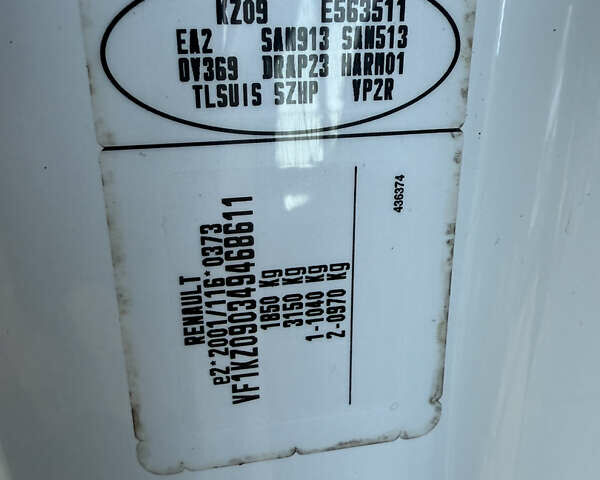 KZ09 E563511
EA2 SAN913 SAN513
OV369 DRAP23 HARM01
TLSUIS SZHP VP2R
436374
RENAULT
e2*2001/116*0373
VF1KZ090349468611
1850 Kg
3150 Kg
1-1040 Kg
2-0970 Kg